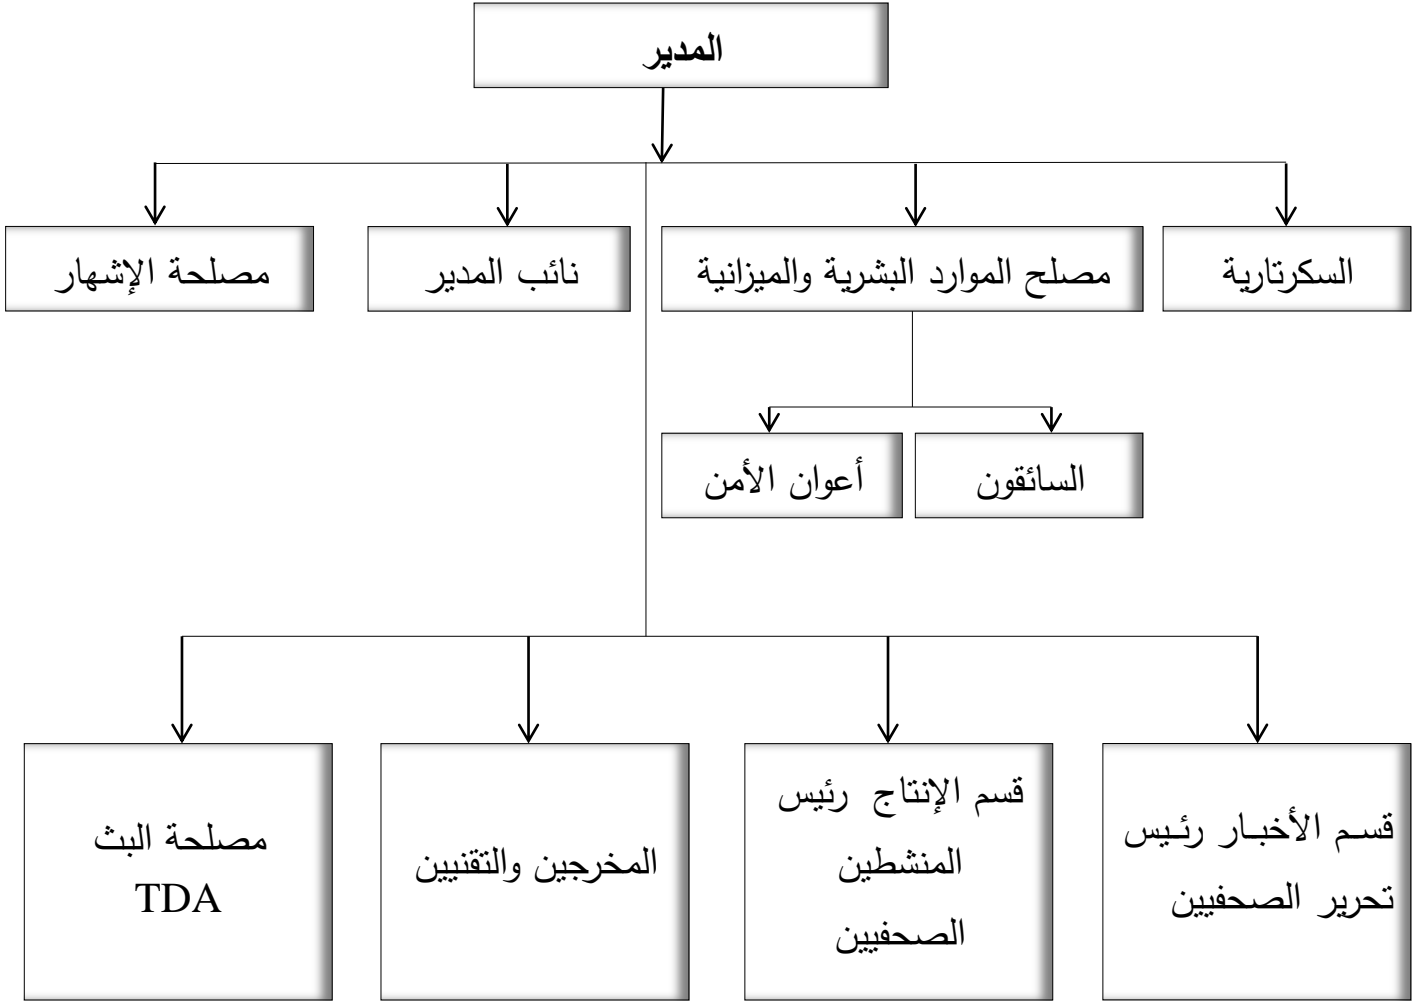 المدير
السكرتارية
مصلح الموارد البشرية والميزانية
نائب المدير
مصلحة الإشهار
السائقون
أعوان الأمن
قسم الأخبار رئيس
تحرير الصحفيين
قسم الإنتاج رئيس
المنشطين
الصحفيين
المخرجين والتقنيين
مصلحة البث
TDA